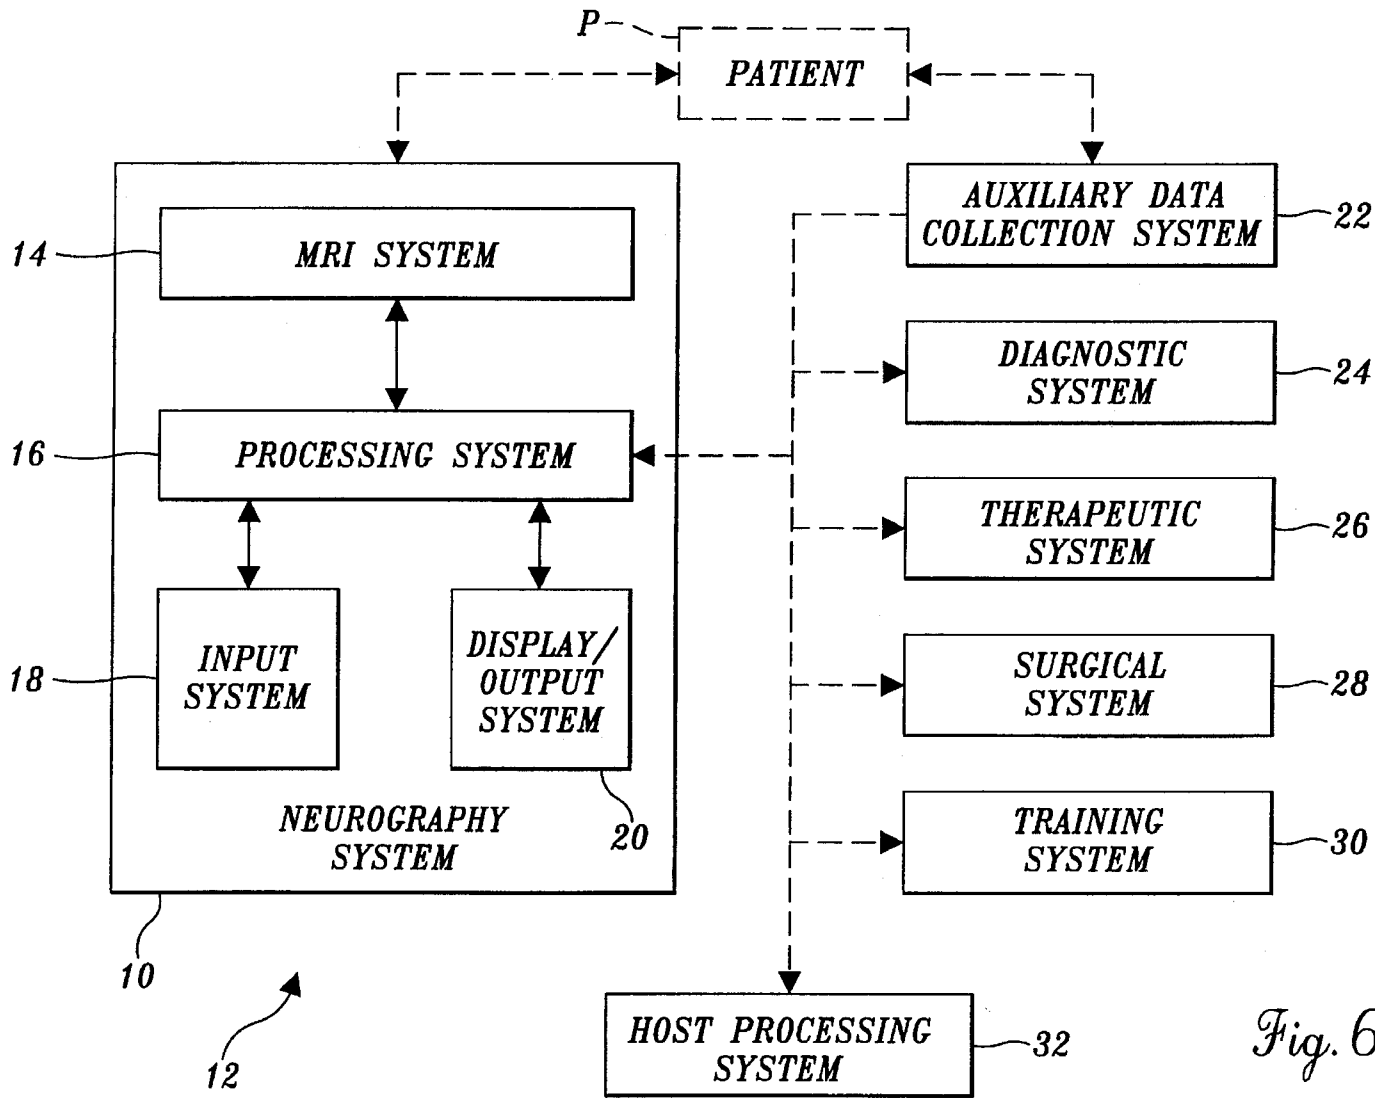 P
PATIENT
AUXILIARY DATA
COLLECTION SYSTEM
22
14
MRI SYSTEM
DIAGNOSTIC
SYSTEM
24
16
PROCESSING SYSTEM
THERAPEUTIC
SYSTEM
26
18
INPUT
SYSTEM
DISPLAY/
OUTPUT
SYSTEM
20
SURGICAL
SYSTEM
28
NEUROGRAPHY
SYSTEM
10
TRAINING
SYSTEM
30
12
HOST PROCESSING
SYSTEM
32
Fig. 6